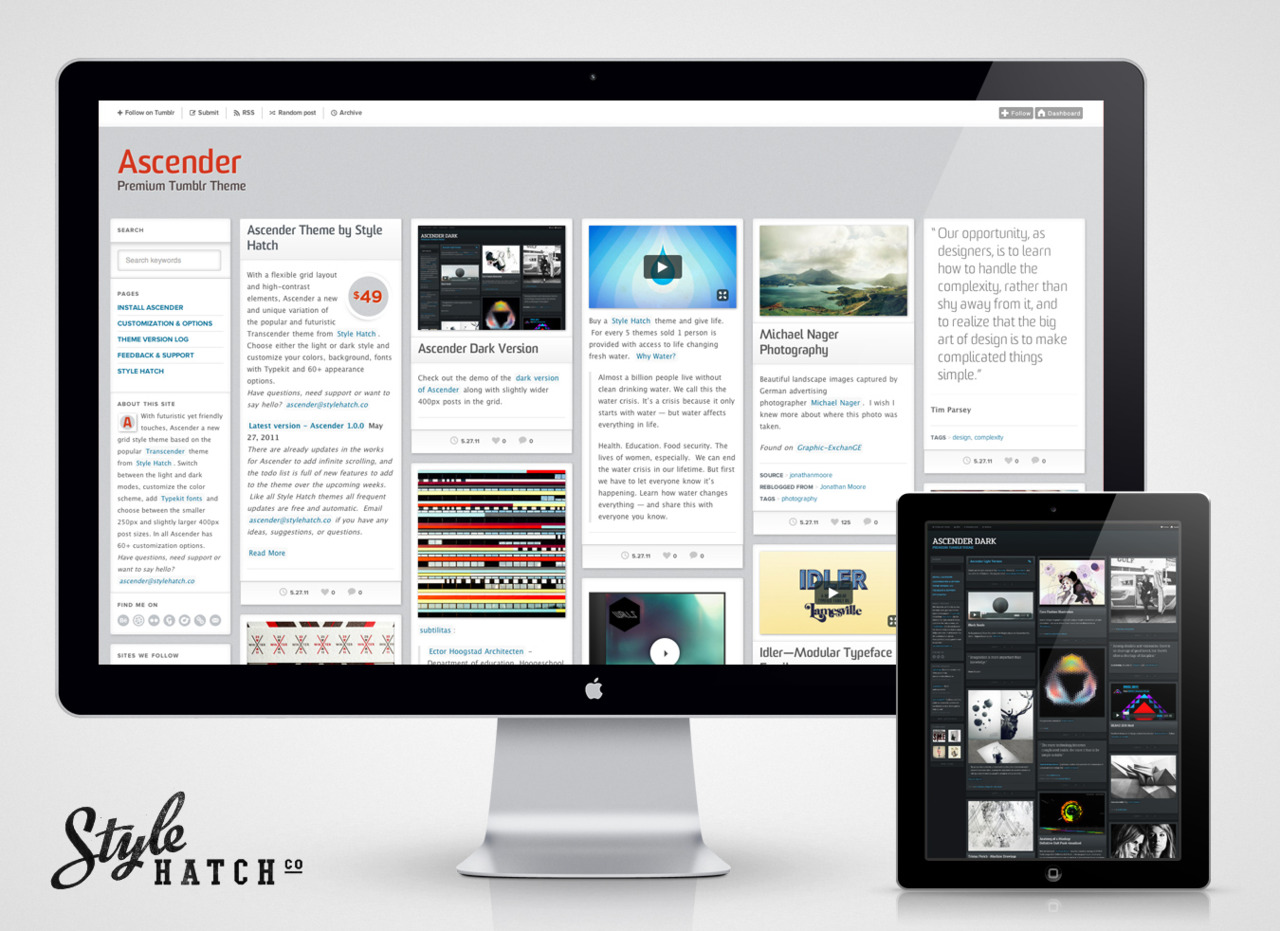 Follow on Tumblr
Submit
RSS
Random post
Archive
Follow
Dashboard
Ascender
Premium Tumblr Theme
SEARCH
Search keywords
PAGES
INSTALL ASCENDER
CUSTOMIZATION & OPTIONS
THEME VERSION LOG
FEEDBACK & SUPPORT
STYLE HATCH
ABOUT THIS SITE
A
With futuristic yet friendly
touches, Ascender a new
grid style theme based on the
popular Transcender theme
from Style Hatch . Switch
between the light and dark
modes, customize the color
scheme, add Typekit fonts and
choose between the smaller
250px and slightly larger 400px
post sizes. In all Ascender has
60+ customization options.
Have questions, need support or
want to say hello?
ascender@stylehatch.co
FIND ME ON
SITES WE FOLLOW
Ascender Theme by Style
Hatch
With a flexible grid layout
and high-contrast
elements, Ascender a new
and unique variation of
the popular and futuristic
Transcender theme from Style Hatch .
Choose either the light or dark style and
customize your colors, background, fonts
with Typekit and 60+ appearance
options.
$49
Have questions, need support or want to
say hello? ascender@stylehatch.co
Latest version - Ascender 1.0.0 May
27, 2011
There are already updates in the works
for Ascender to add infinite scrolling, and
the todo list is full of new features to add
to the theme over the upcoming weeks.
Like all Style Hatch themes all frequent
updates are free and automatic. Email
ascender@stylehatch.co if you have any
ideas, suggestions, or questions.
Read More
5.27.11 0 0
ASCENDER DARK
Ascender Dark Version
Check out the demo of the dark version
of Ascender along with slightly wider
400px posts in the grid.
5.27.11 0 0
subtilitas :
Ector Hoogstad Architecten -
Department of education, Hogeschool
Buy a Style Hatch theme and give life.
For every 5 themes sold 1 person is
provided with access to life changing
fresh water. Why Water?
Almost a billion people live without
clean drinking water. We call this the
water crisis. It's a crisis because it only
starts with water — but water affects
everything in life.
Health. Education. Food security. The
lives of women, especially. We can end
the water crisis in our lifetime. But first
we have to let everyone know it's
happening. Learn how water changes
everything — and share this with
everyone you know.
5.27.11 0 0
Michael Nager
Photography
Beautiful landscape images captured by
German advertising
photographer Michael Nager . I wish I
knew more about where this photo was
taken.
Found on Graphic-ExchanGE
SOURCE - jonathanmoore
REBLOGGED FROM - Jonathan Moore
TAGS - photography
5.27.11 125 0
IDLER
Jamesville
Idler—Modular Typeface
“Our opportunity, as
designers, is to learn
how to handle the
complexity, rather than
shy away from it, and
to realize that the big
art of design is to make
complicated things
simple.”
Tim Parsey
TAGS - design, complexity
5.27.11 0 0
ASCENDER DARK
PREMIUM TUMBLR THEME
GULF
Style
HATCH CO